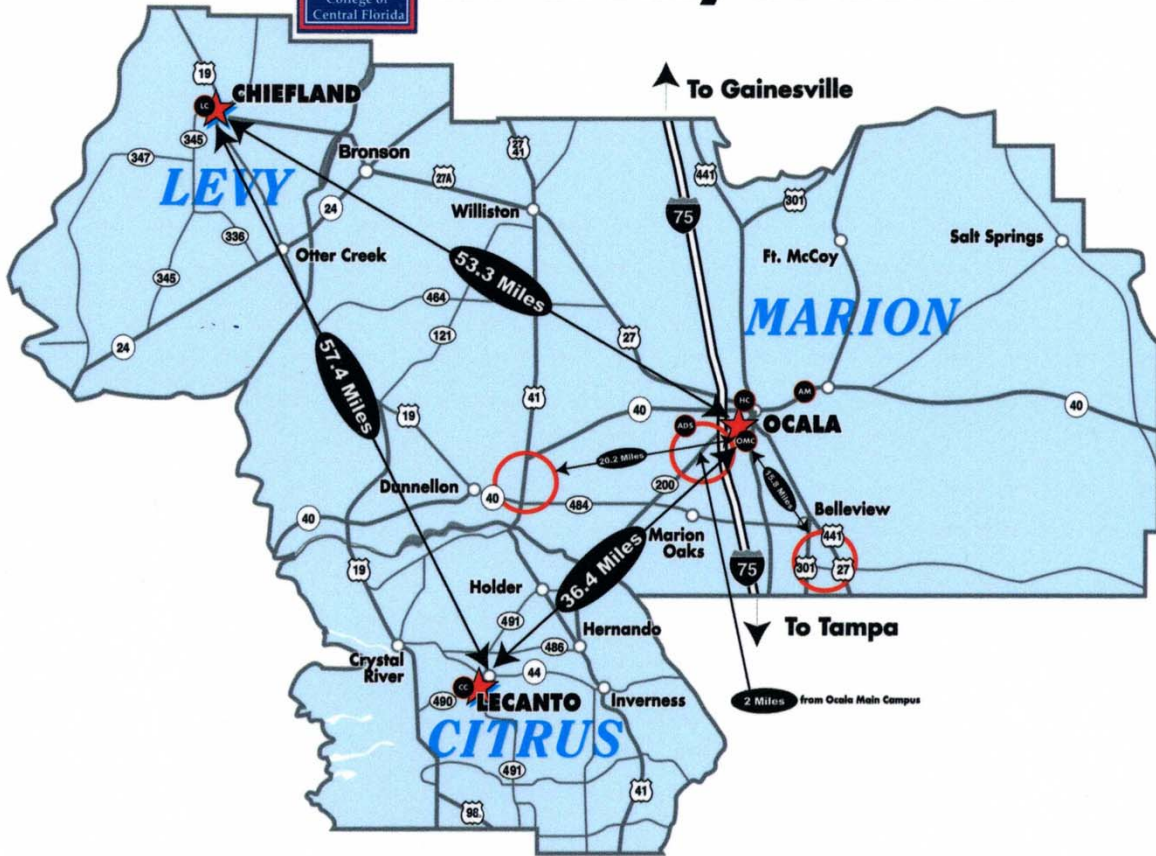 College of
Central Florida
To Gainesville
19
LC
CHIEFLAND
345
347
Bronson
27
41
441
LEVY
27A
301
24
Williston
75
336
Otter Creek
Ft. McCoy
Salt Springs
345
53.3 Miles
464
MARION
121
27
24
57.4 Miles
41
19
40
HC
AM
40
ADS
OCALA
OMC
20.2 Miles
Dunnellon
40
484
200
15.8 Miles
Belleview
40
Marion
Oaks
441
19
75
301
27
36.4 Miles
Holder
491
Hernando
To Tampa
486
Crystal
River
44
CC
490
LECANTO
Inverness
2 Miles
from Ocala Main Campus
CITRUS
491
41
98